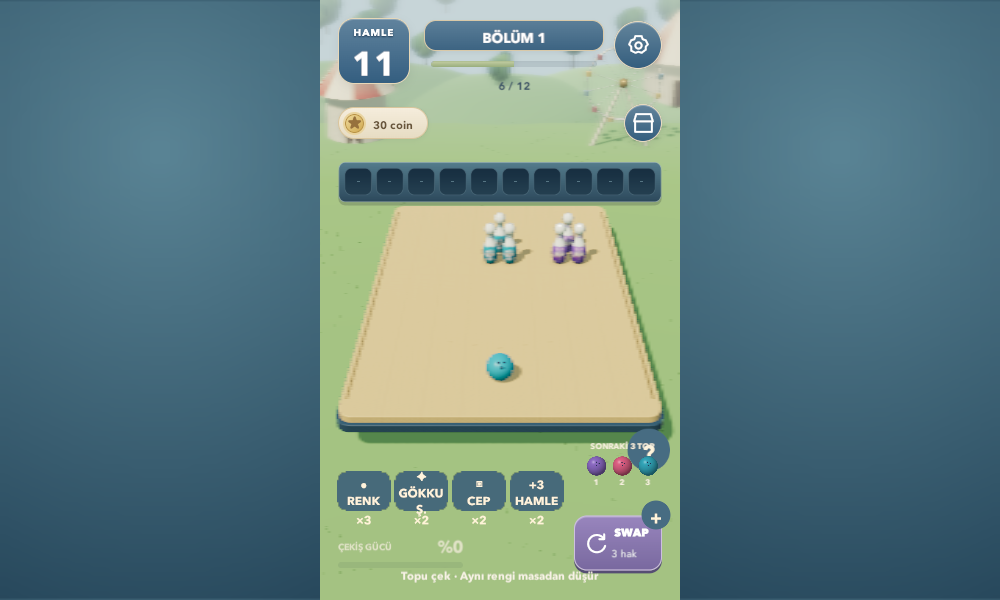 HAMLE
11
BÖLÜM 1
6 / 12
30 coin
SONRAKİ 3 TOP
?
1 2 3
RENK
×3
GÖKKU
Ş.
×2
CEP
×2
+3
HAMLE
×2
+
SWAP
3 hak
ÇEKİŞ GÜCÜ %0
Topu çek · Aynı rengi masadan düşür